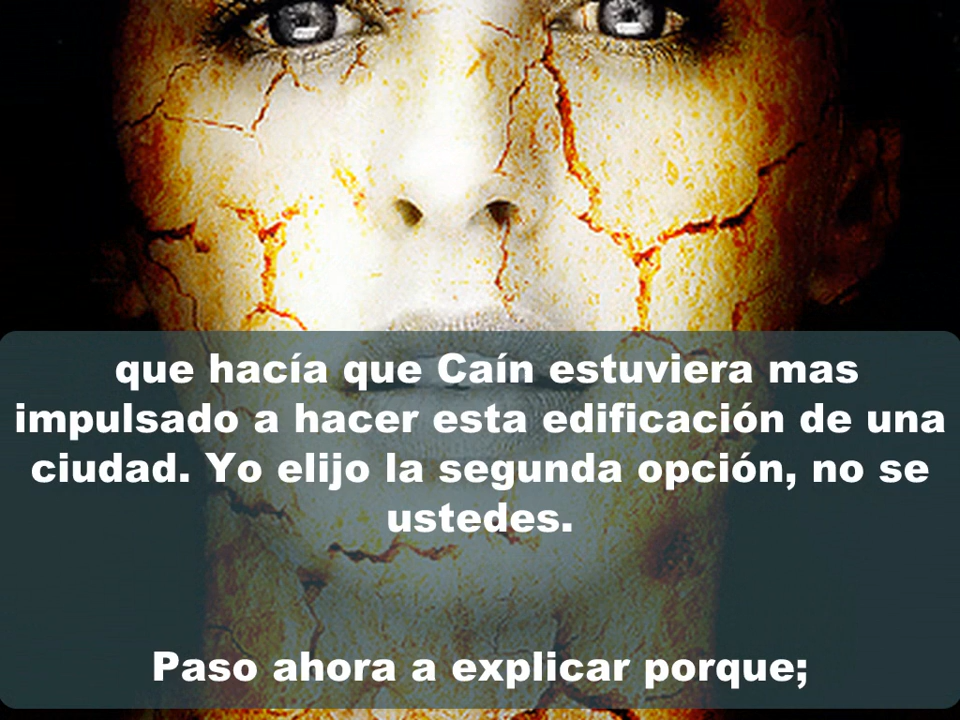 que hacía que Caín estuviera mas
impulsado a hacer esta edificación de una
ciudad. Yo elijo la segunda opción, no se
ustedes.
Paso ahora a explicar porque;